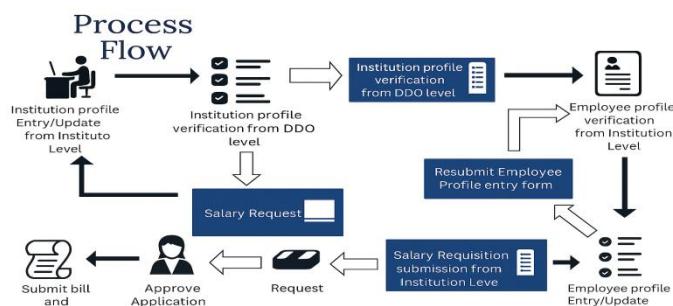 Process
Flow
Institution profile
Entry/Update
from Instituto
Level
Institution profile
verification from DDO
level
Institution profile
verification
from DDO level
Employee profile
verification
from Institution
Level
Resubmit Employee
Profile entry form
Salary Request
Salary Requisition
submission from
Institution Leve
Employee profile
Entry/Update
Request
Approve
Application
Submit bill
and